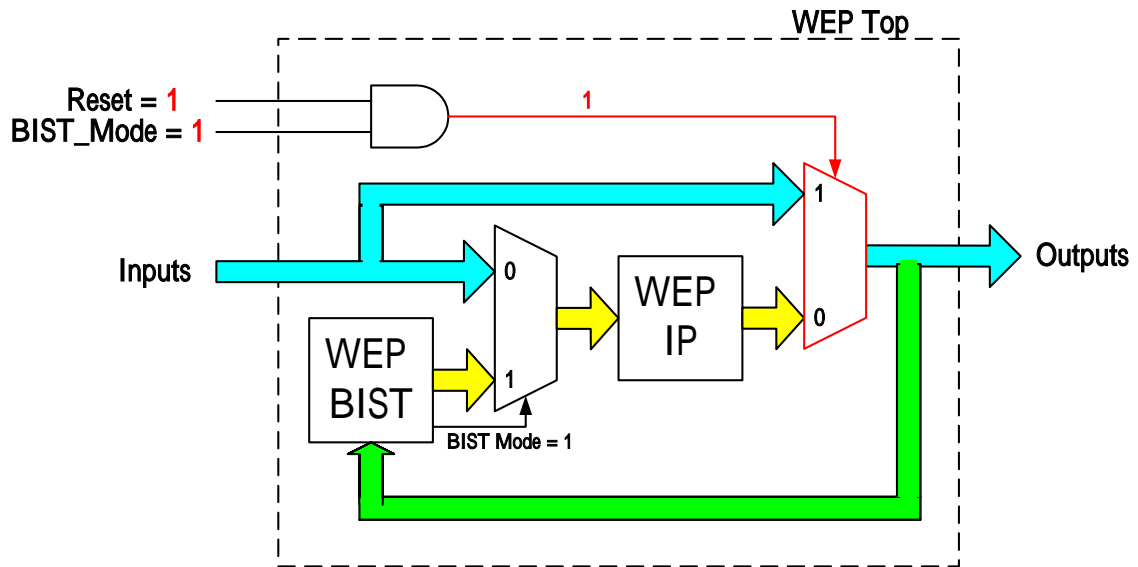 WEP Top
Reset = 1
BIST_Mode = 1
1
1
Inputs
0
WEP
IP
Outputs
0
WEP
BIST
1
BIST Mode = 1